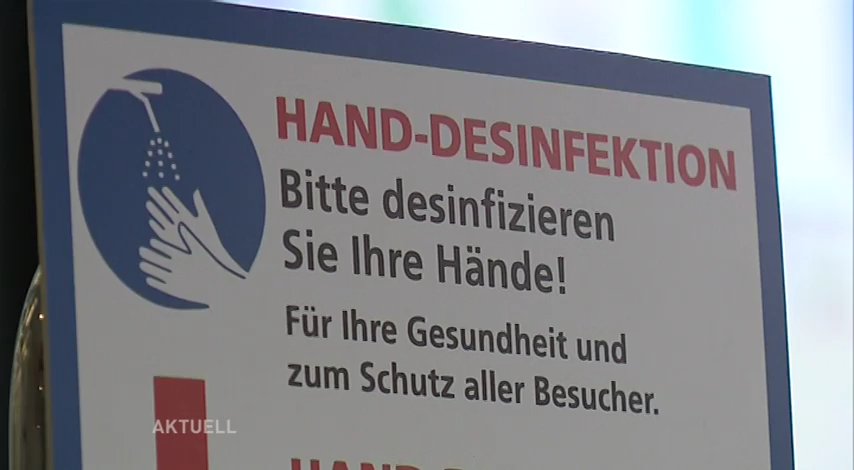 HAND-DESINFEKTION
Bitte desinfizieren
Sie Ihre Hände!
Für Ihre Gesundheit und
zum Schutz aller Besucher.
AKTUELL